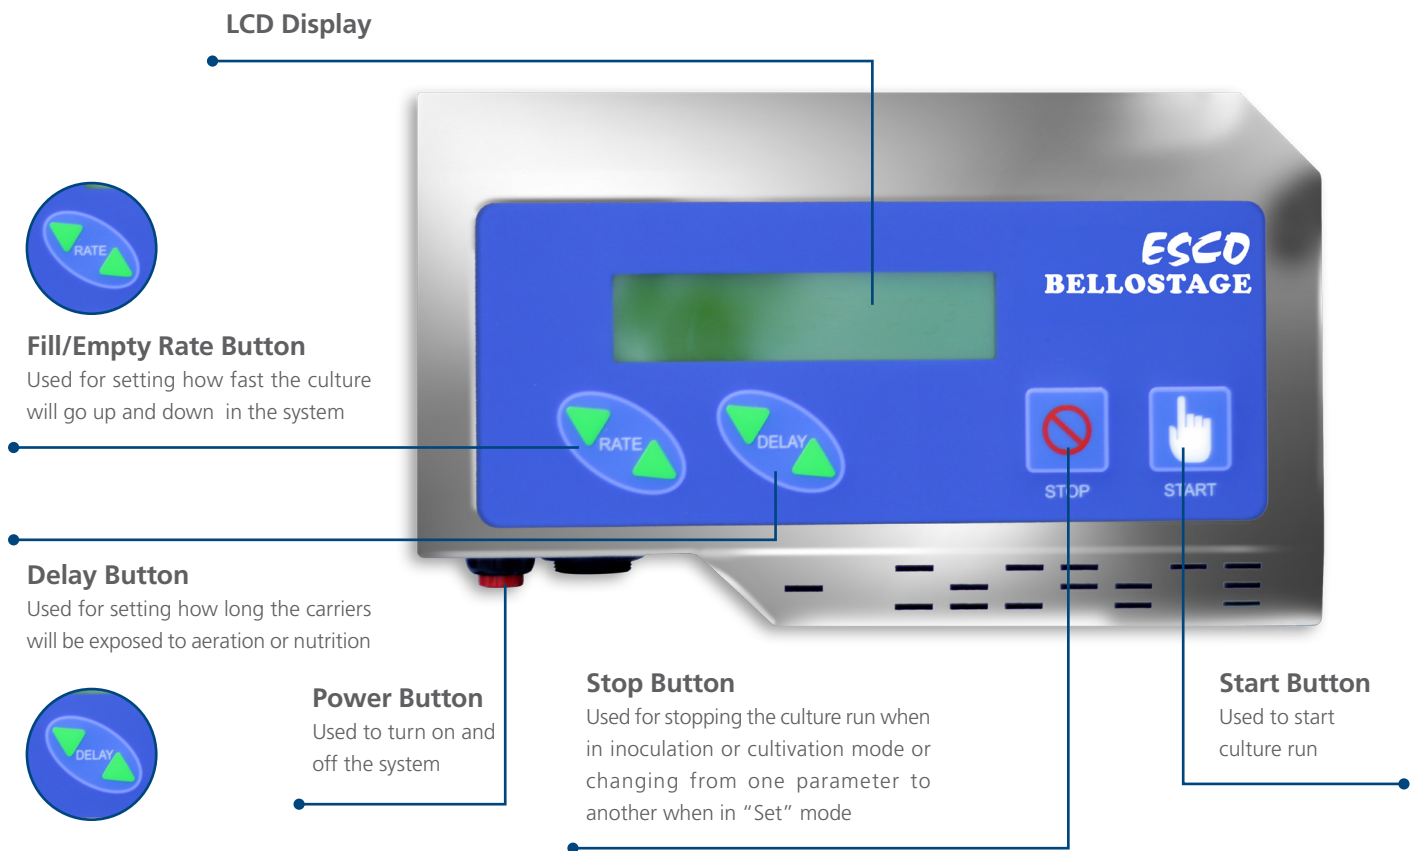 LCD Display
ESCO
BELLOSTAGE
RATE
Fill/Empty Rate Button
Used for setting how fast the culture
will go up and down in the system
RATE
DELAY
STOP
START
Delay Button
Used for setting how long the carriers
will be exposed to aeration or nutrition
DELAY
Power Button
Used to turn on and
off the system
Stop Button
Used for stopping the culture run when
in inoculation or cultivation mode or
changing from one parameter to
another when in “Set” mode
Start Button
Used to start
culture run